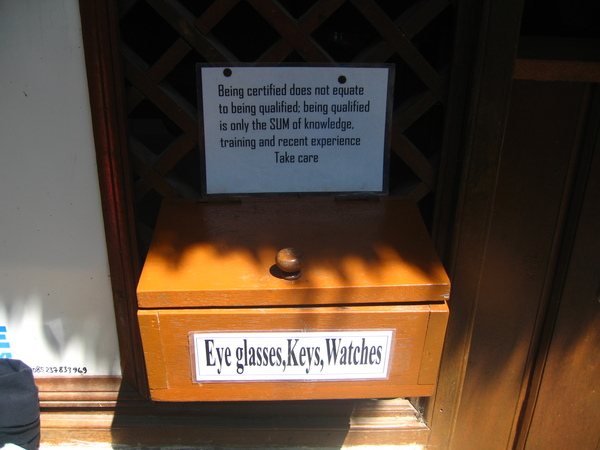 Being certified does not equate
to being qualified; being qualified
is only the SUM of knowledge,
training and recent experience
Take care
Eye glasses,Keys,Watches